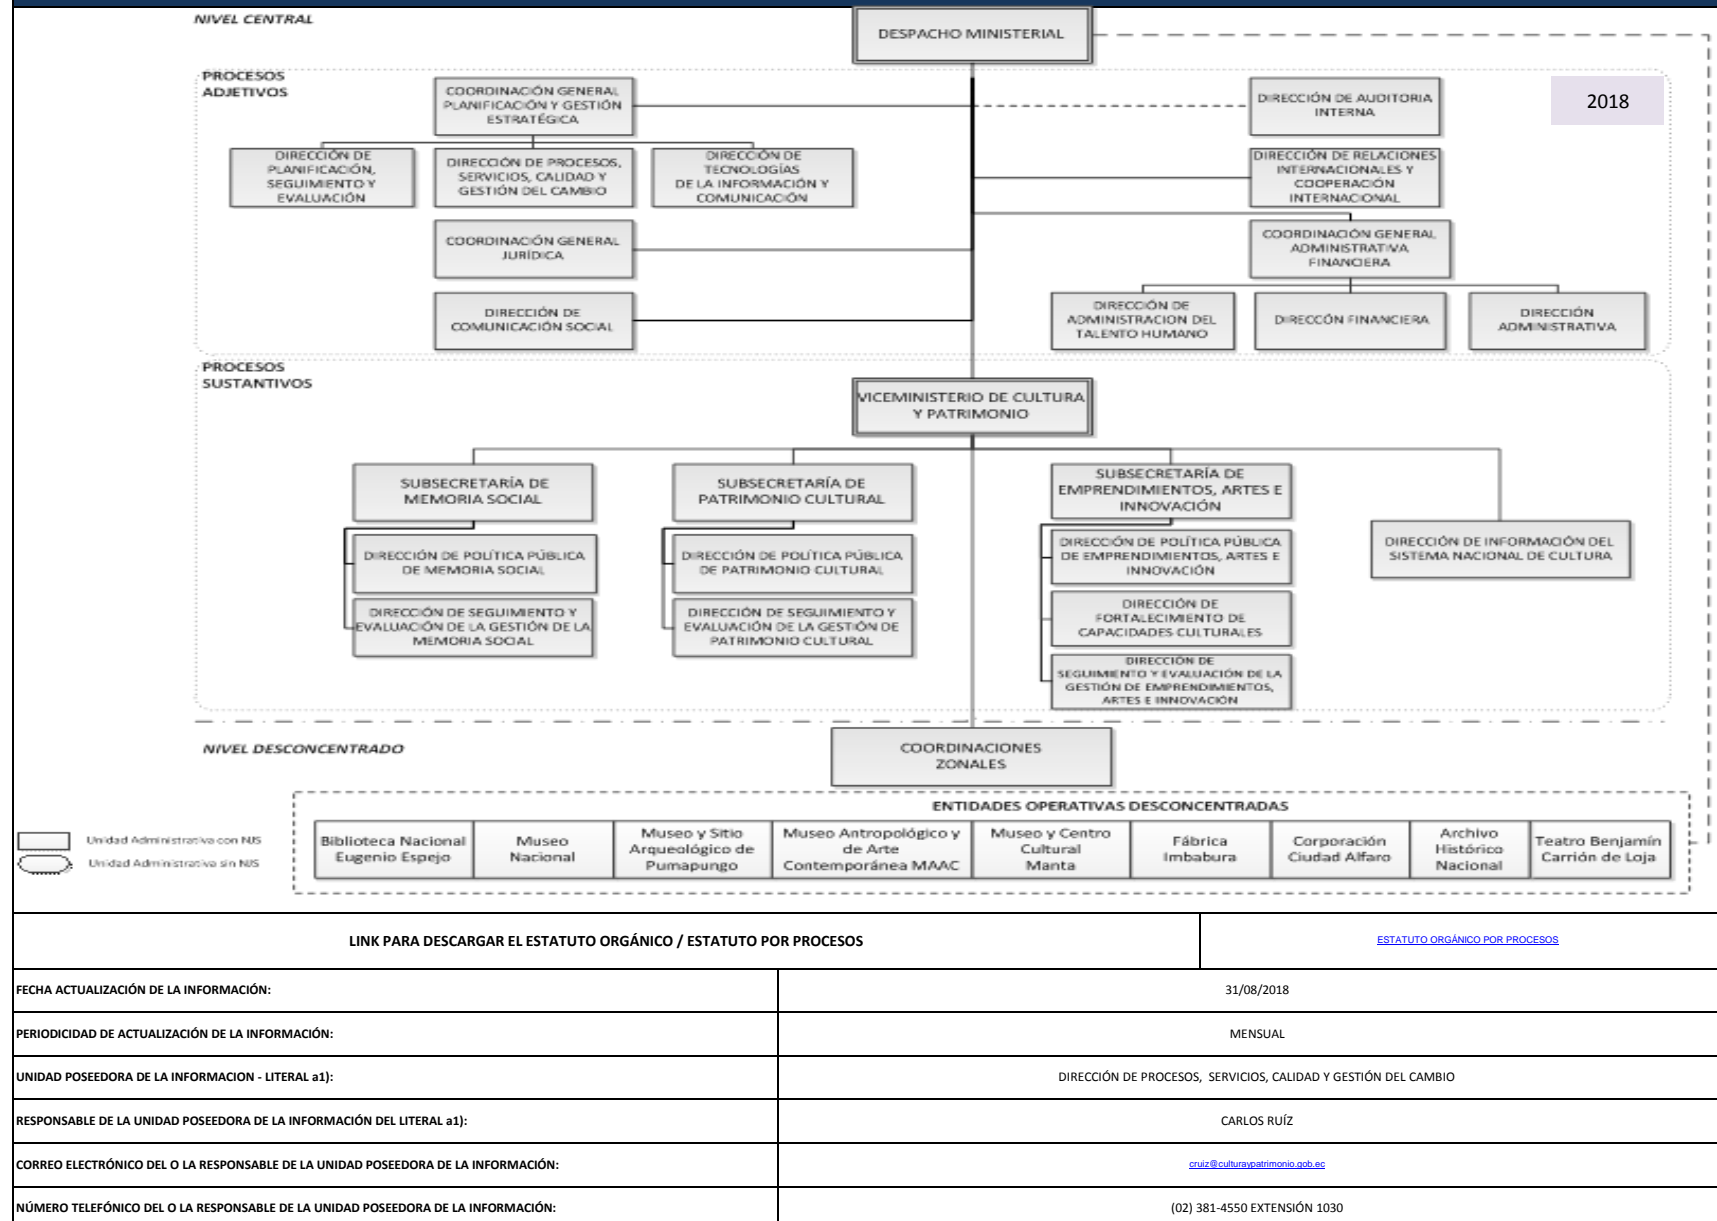 NIVEL CENTRAL
DESPACHO MINISTERIAL
PROCESOS
ADJETIVOS
COORDINACIÓN GENERAL
PLANIFICACIÓN Y GESTIÓN
ESTRATÉGICA
DIRECCIÓN DE AUDITORIA
INTERNA
2018
DIRECCIÓN DE
PLANIFICACIÓN,
SEGUIMIENTO Y
EVALUACIÓN
DIRECCIÓN DE PROCESOS,
SERVICIOS, CALIDAD Y
GESTIÓN DEL CAMBIO
DIRECCIÓN DE
TECNOLOGÍAS
DE LA INFORMACIÓN Y
COMUNICACIÓN
DIRECCIÓN DE RELACIONES
INTERNACIONALES Y
COOPERACIÓN
INTERNACIONAL
COORDINACIÓN GENERAL
JURÍDICA
COORDINACIÓN GENERAL
ADMINISTRATIVA
FINANCIERA
DIRECCIÓN DE
COMUNICACIÓN SOCIAL
DIRECCIÓN DE
ADMINISTRACION DEL
TALENTO HUMANO
DIRECCÓN FINANCIERA
DIRECCIÓN
ADMINISTRATIVA
PROCESOS
SUSTANTIVOS
VICEMINISTERIO DE CULTURA
Y PATRIMONIO
SUBSECRETARÍA DE
MEMORIA SOCIAL
SUBSECRETARÍA DE
PATRIMONIO CULTURAL
SUBSECRETARÍA DE
EMPRENDIMIENTOS, ARTES E
INNOVACIÓN
DIRECCIÓN DE POLÍTICA PÚBLICA
DE MEMORIA SOCIAL
DIRECCIÓN DE POLÍTICA PÚBLICA
DE PATRIMONIO CULTURAL
DIRECCIÓN DE POLÍTICA PÚBLICA
DE EMPRENDIMIENTOS, ARTES E
INNOVACIÓN
DIRECCIÓN DE INFORMACIÓN DEL
SISTEMA NACIONAL DE CULTURA
DIRECCIÓN DE SEGUIMIENTO Y
EVALUACIÓN DE LA GESTIÓN DE LA
MEMORIA SOCIAL
DIRECCIÓN DE SEGUIMIENTO Y
EVALUACIÓN DE LA GESTIÓN DE
PATRIMONIO CULTURAL
DIRECCIÓN DE
FORTALECIMIENTO DE
CAPACIDADES CULTURALES
DIRECCIÓN DE
SEGUIMIENTO Y EVALUACIÓN DE LA
GESTIÓN DE EMPRENDIMIENTOS,
ARTES E INNOVACIÓN
NIVEL DESCONCENTRADO
COORDINACIONES
ZONALES
ENTIDADES OPERATIVAS DESCONCENTRADAS
Unidad Administrativa con NJS
Unidad Administrativa sin NJS
Biblioteca Nacional
Eugenio Espejo
Museo
Nacional
Museo y Sitio
Arqueológico de
Pumapungo
Museo Antropológico y
de Arte
Contemporánea MAAC
Museo y Centro
Cultural
Manta
Fábrica
Imbabura
Corporación
Ciudad Alfaro
Archivo
Histórico
Nacional
Teatro Benjamín
Carrión de Loja
LINK PARA DESCARGAR EL ESTATUTO ORGÁNICO / ESTATUTO POR PROCESOS
ESTATUTO ORGÁNICO POR PROCESOS
FECHA ACTUALIZACIÓN DE LA INFORMACIÓN:
31/08/2018
PERIODICIDAD DE ACTUALIZACIÓN DE LA INFORMACIÓN:
MENSUAL
UNIDAD POSEEDORA DE LA INFORMACION - LITERAL a1):
DIRECCIÓN DE PROCESOS, SERVICIOS, CALIDAD Y GESTIÓN DEL CAMBIO
RESPONSABLE DE LA UNIDAD POSEEDORA DE LA INFORMACIÓN DEL LITERAL a1):
CARLOS RUÍZ
CORREO ELECTRÓNICO DEL O LA RESPONSABLE DE LA UNIDAD POSEEDORA DE LA INFORMACIÓN:
cruiz@culturaypatrimonio.gob.ec
NÚMERO TELEFÓNICO DEL O LA RESPONSABLE DE LA UNIDAD POSEEDORA DE LA INFORMACIÓN:
(02) 381-4550 EXTENSIÓN 1030